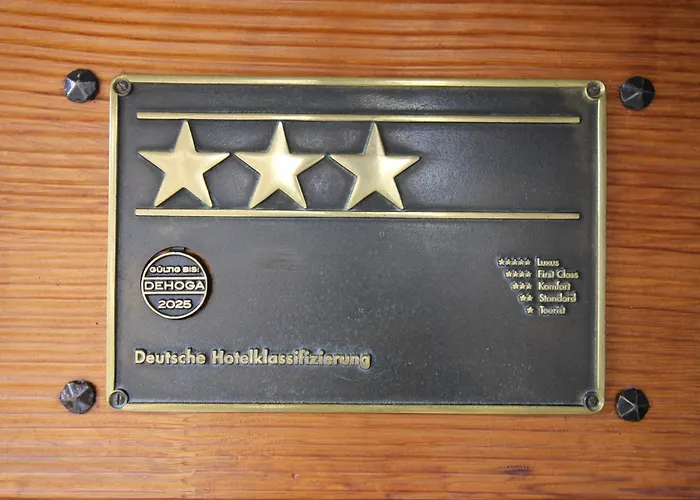 GÜLTIG BIS:
DEHOGA
2025
***** Luxus
**** First Class
*** Komfort
** Standard
* Tourist
Deutsche Hotelklassifizierung